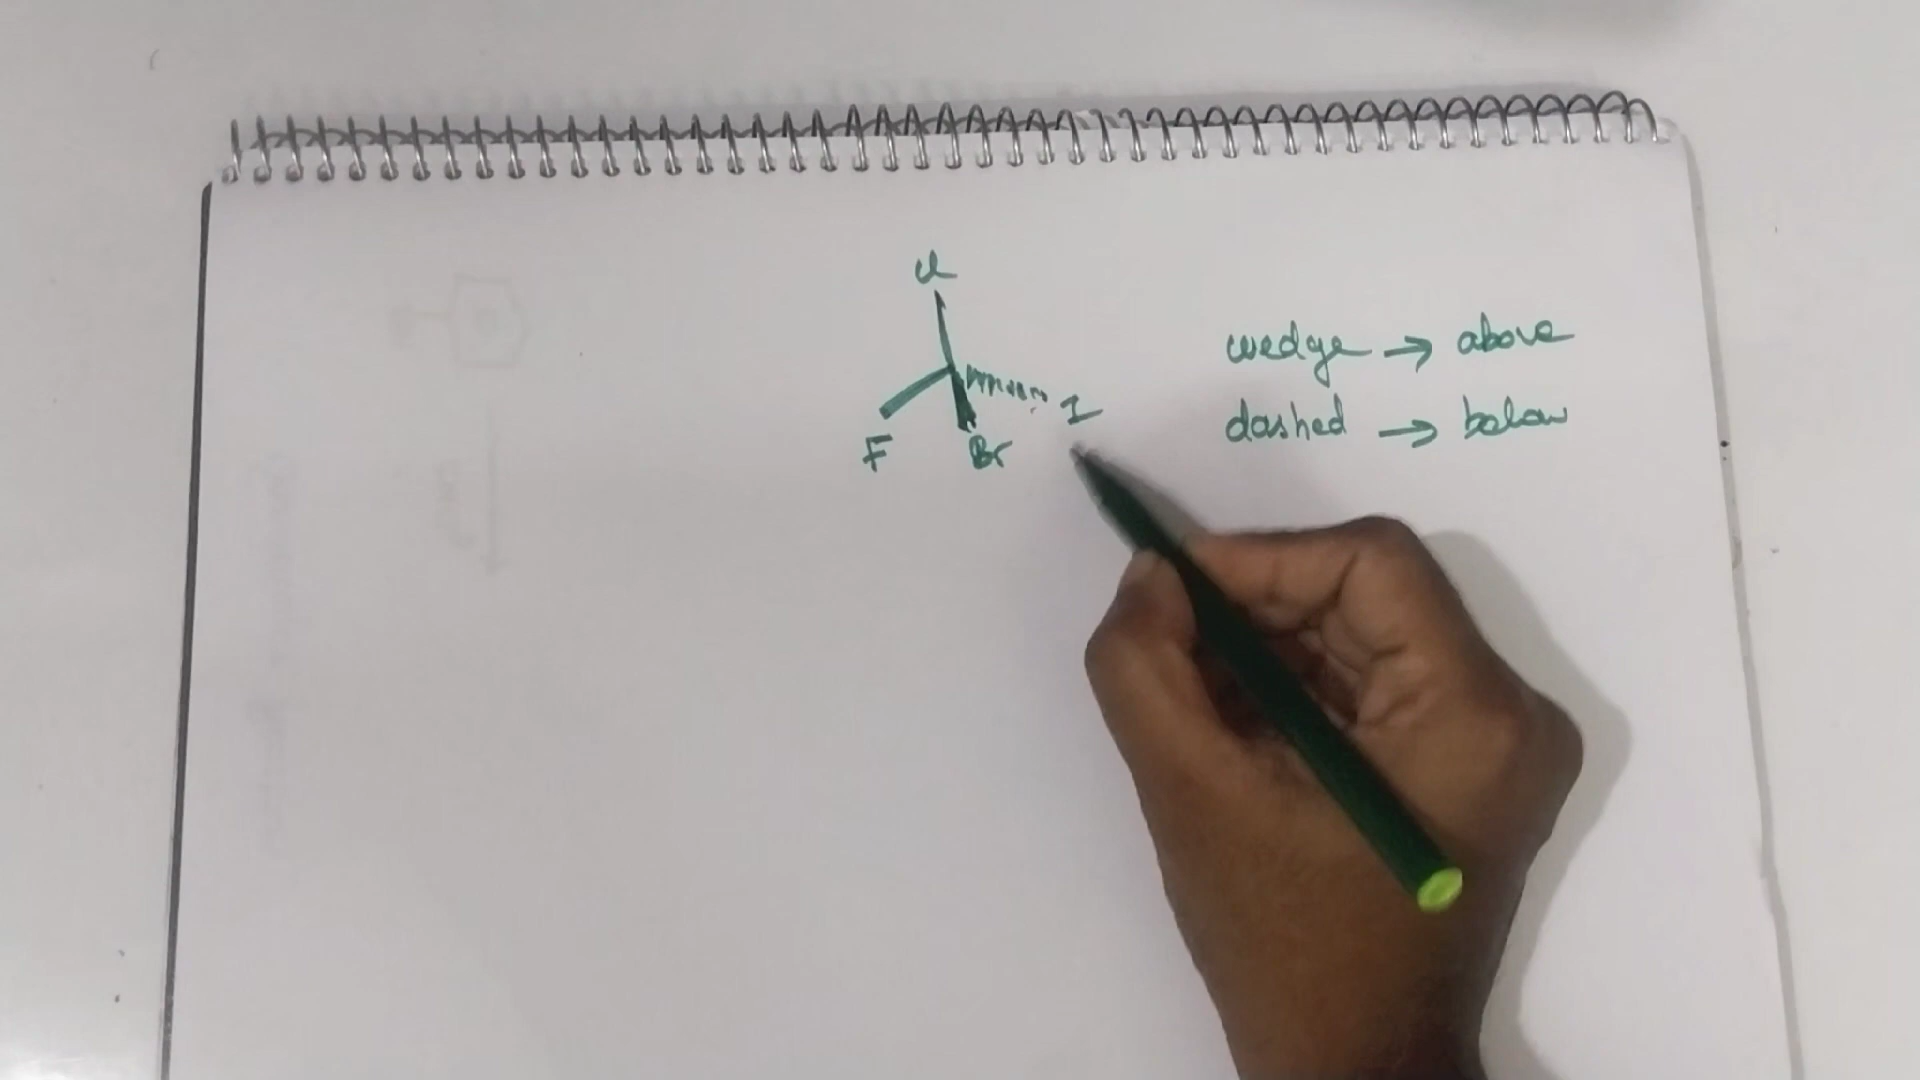 Cl
I
F
Br
wedge → above
dashed → below